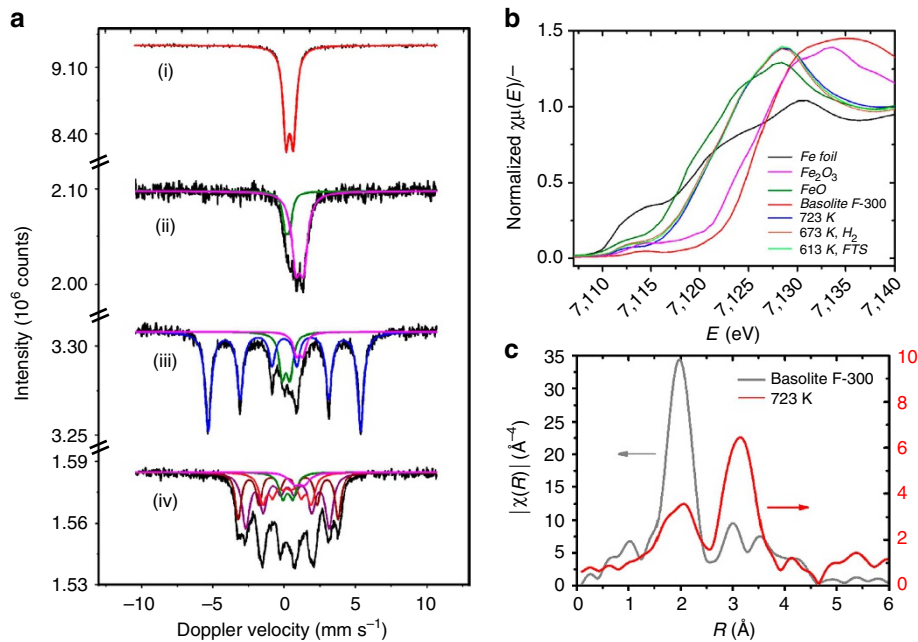 a
(i)
(ii)
(iii)
(iv)
9.10
8.40
2.10
2.00
3.30
3.25
1.59
1.56
1.53
Intensity (10⁶ counts)
−10
−5
0
5
10
Doppler velocity (mm s⁻¹)
b
Normalized χμ(E)/−
1.5
1.0
0.5
0.0
Fe foil
Fe₂O₃
FeO
Basolite F-300
723 K
673 K, H₂
613 K, FTS
7,110
7,115
7,120
7,125
7,130
7,135
7,140
E (eV)
c
|χ(R)| (Å⁻⁴)
35
30
25
20
15
10
5
0
Basolite F-300
723 K
10
8
6
4
2
0
0
1
2
3
4
5
6
R (Å)